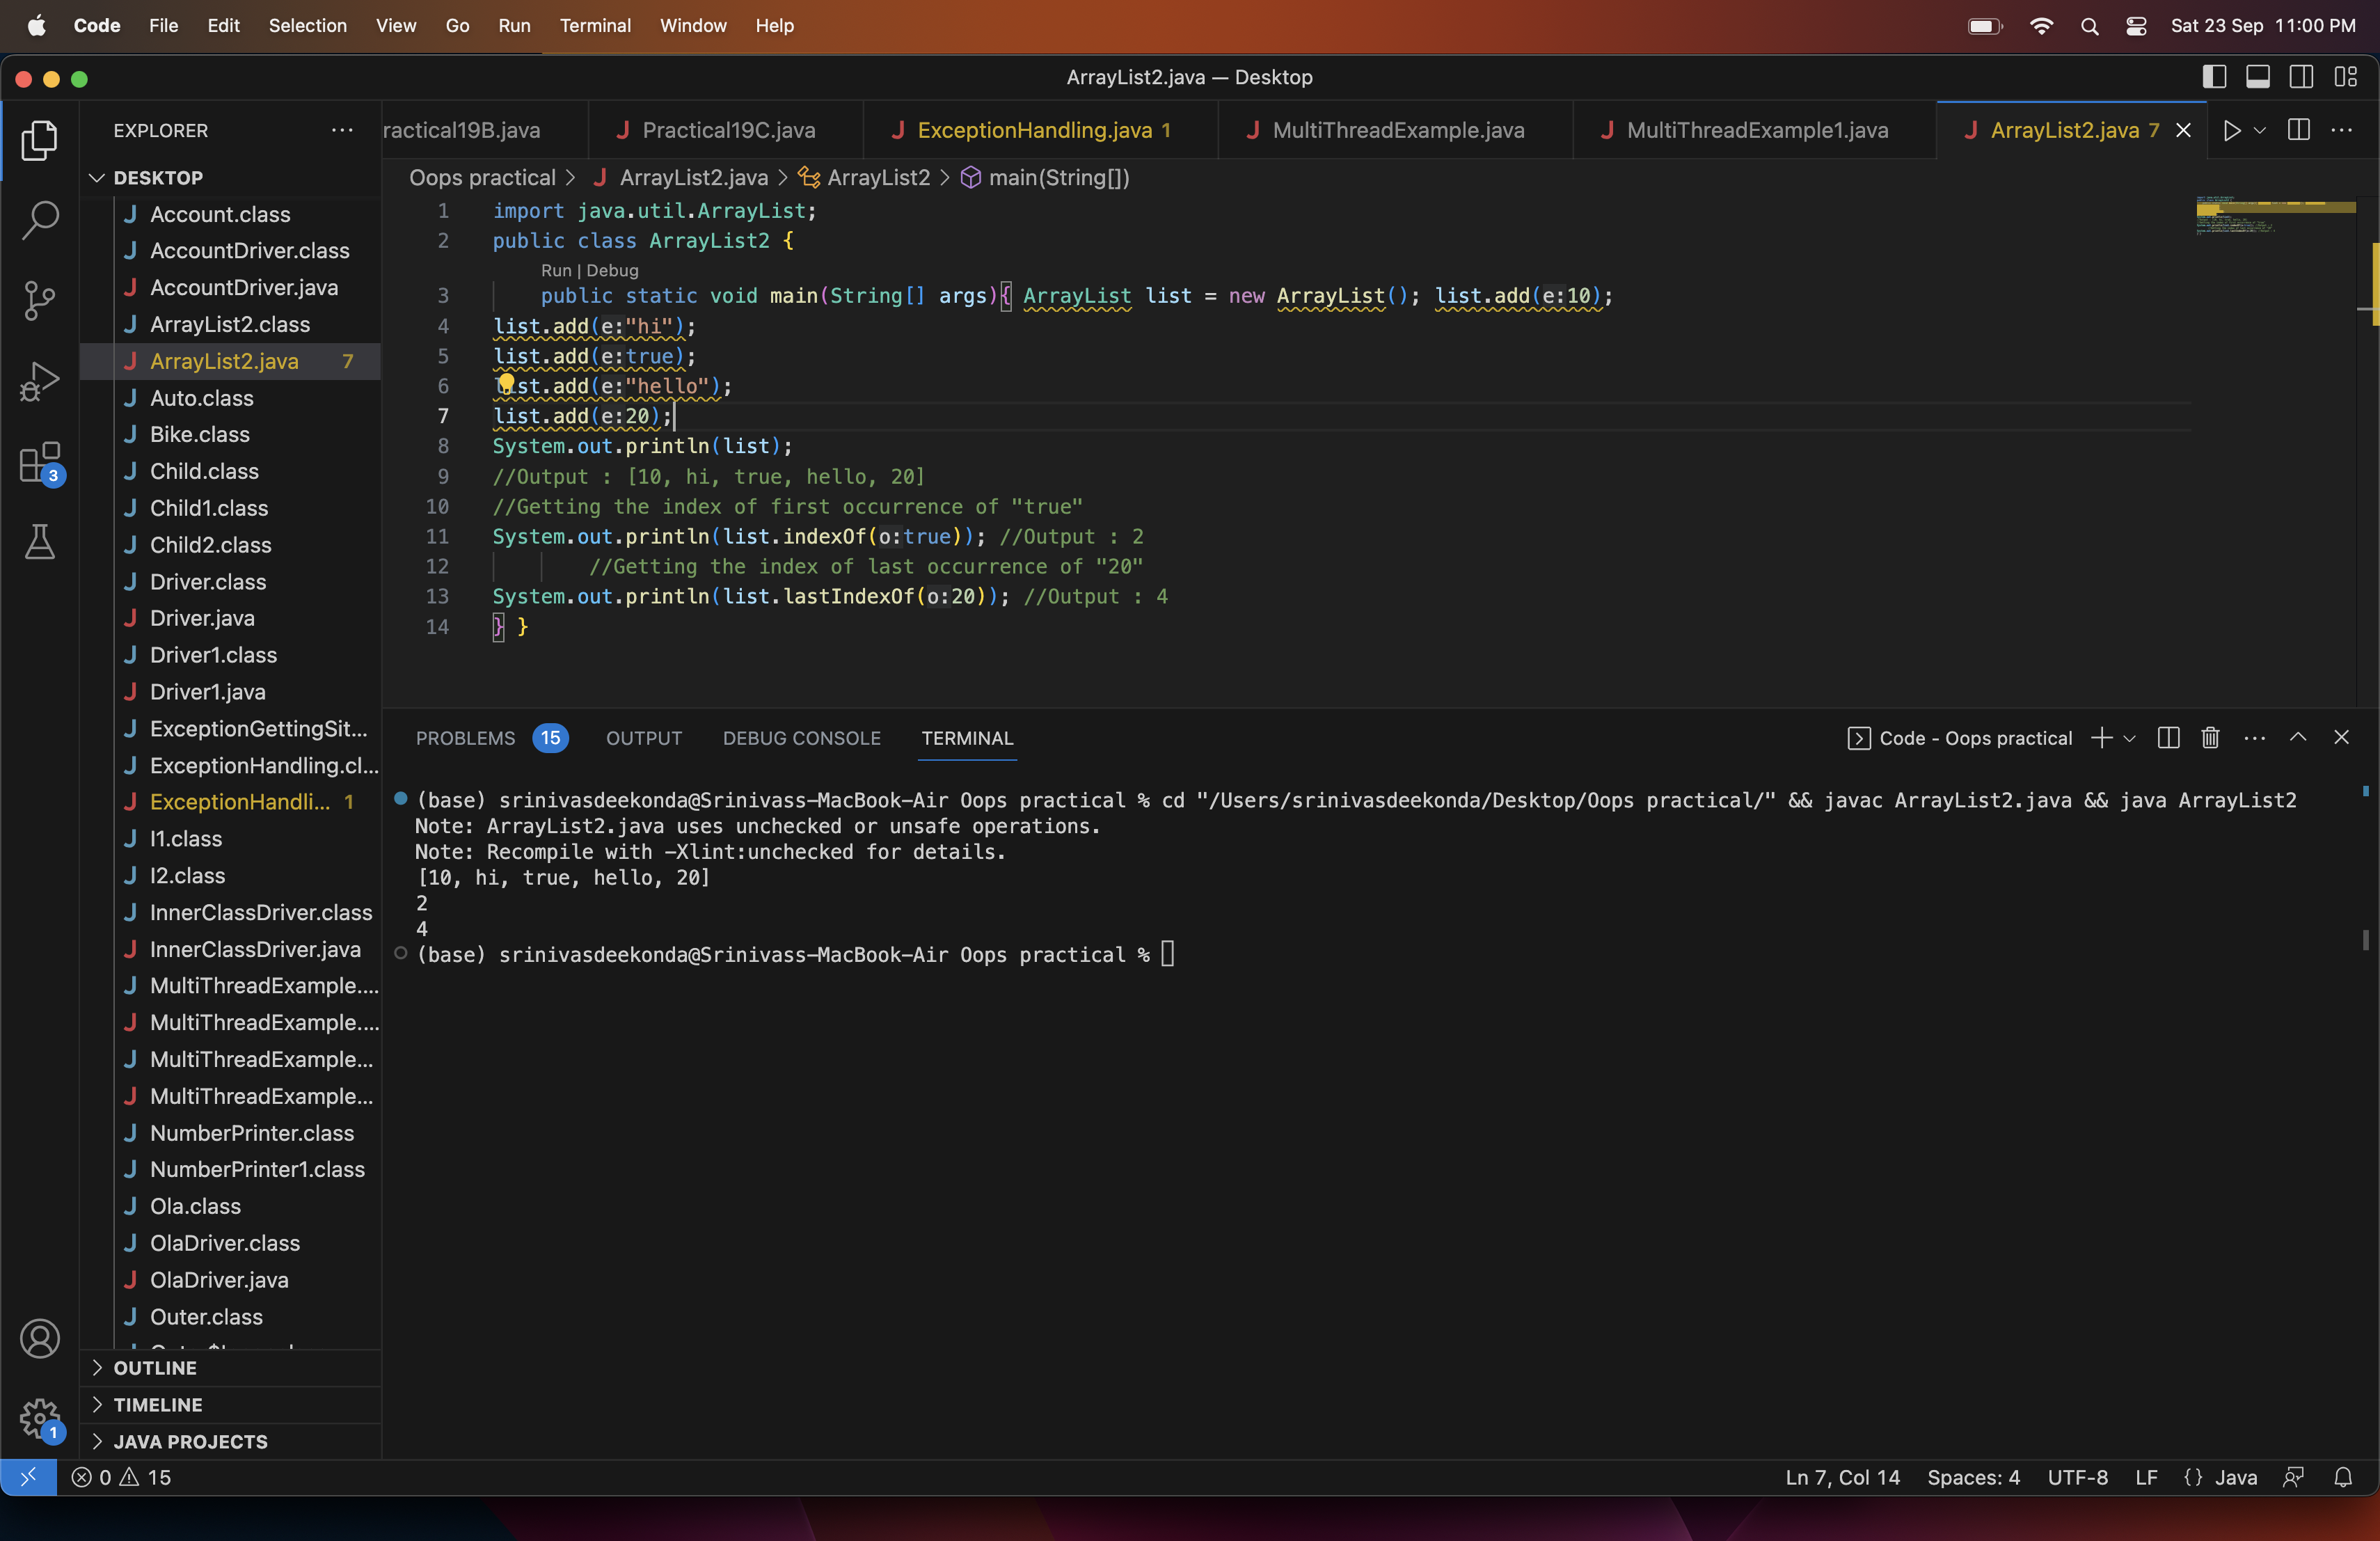 Code File Edit Selection View Go Run Terminal Window Help Sat 23 Sep 11:00 PM
ArrayList2.java — Desktop
EXPLORER
DESKTOP
Account.class
AccountDriver.class
AccountDriver.java
ArrayList2.class
ArrayList2.java 7
Auto.class
Bike.class
Child.class
Child1.class
Child2.class
Driver.class
Driver.java
Driver1.class
Driver1.java
ExceptionGettingSit...
ExceptionHandling.cl...
ExceptionHandli... 1
I1.class
I2.class
InnerClassDriver.class
InnerClassDriver.java
MultiThreadExample....
MultiThreadExample....
MultiThreadExample...
MultiThreadExample...
NumberPrinter.class
NumberPrinter1.class
Ola.class
OlaDriver.class
OlaDriver.java
Outer.class
OUTLINE
TIMELINE
JAVA PROJECTS
3
1
ractical19B.java Practical19C.java ExceptionHandling.java 1 MultiThreadExample.java MultiThreadExample1.java ArrayList2.java 7
Oops practical > ArrayList2.java > ArrayList2 > main(String[])
1 import java.util.ArrayList;
2 public class ArrayList2 {
Run | Debug
3 public static void main(String[] args){ ArrayList list = new ArrayList(); list.add(e:10);
4 list.add(e:"hi");
5 list.add(e:true);
6 list.add(e:"hello");
7 list.add(e:20);
8 System.out.println(list);
9 //Output : [10, hi, true, hello, 20]
10 //Getting the index of first occurrence of "true"
11 System.out.println(list.indexOf(o:true)); //Output : 2
12 //Getting the index of last occurrence of "20"
13 System.out.println(list.lastIndexOf(o:20)); //Output : 4
14 } }
PROBLEMS 15 OUTPUT DEBUG CONSOLE TERMINAL Code - Oops practical
(base) srinivasdeekonda@Srinivass-MacBook-Air Oops practical % cd "/Users/srinivasdeekonda/Desktop/Oops practical/" && javac ArrayList2.java && java ArrayList2
Note: ArrayList2.java uses unchecked or unsafe operations.
Note: Recompile with -Xlint:unchecked for details.
[10, hi, true, hello, 20]
2
4
(base) srinivasdeekonda@Srinivass-MacBook-Air Oops practical %
0 15 Ln 7, Col 14 Spaces: 4 UTF-8 LF {} Java